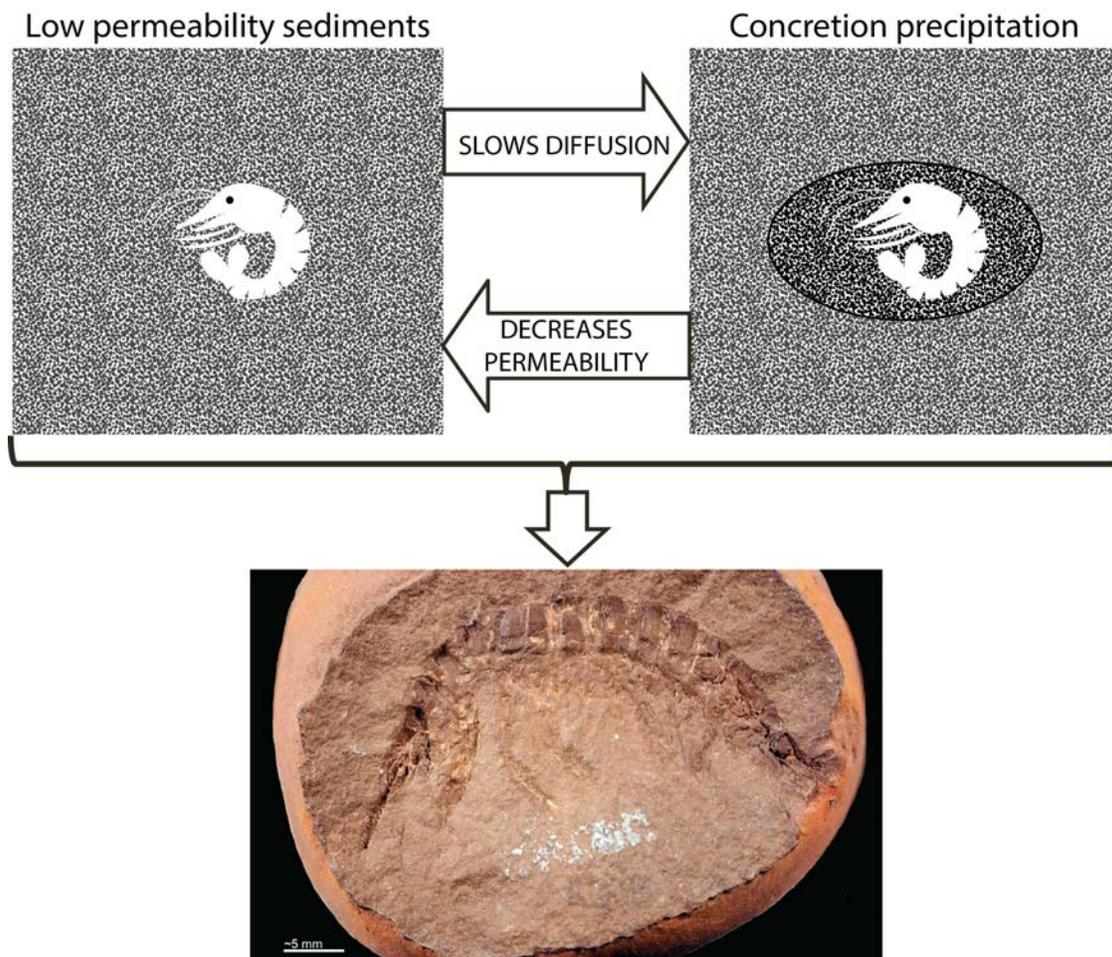 Low permeability sediments
Concretion precipitation
SLOWS DIFFUSION
DECREASES
PERMEABILITY
~5 mm